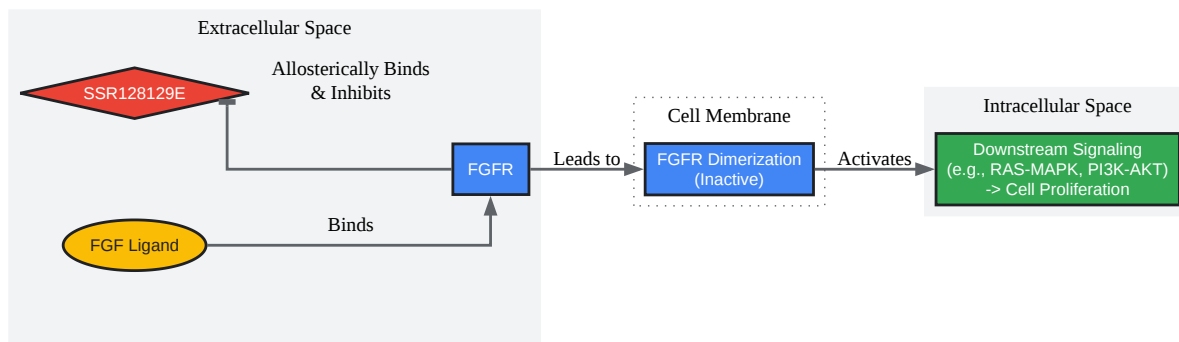 Extracellular Space
SSR128129E
Allosterically Binds
& Inhibits
FGFR
FGF Ligand
Binds
Leads to
Cell Membrane
FGFR Dimerization
(Inactive)
Activates
Intracellular Space
Downstream Signaling
(e.g., RAS-MAPK, PI3K-AKT)
-> Cell Proliferation